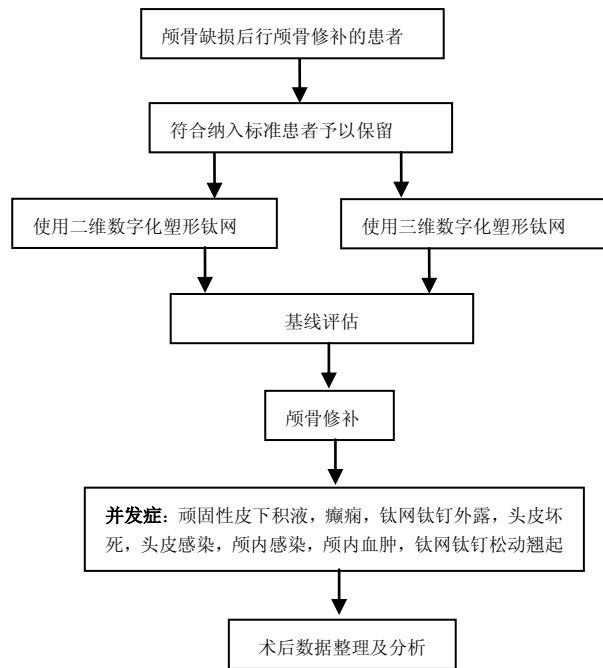 颅骨缺损后行颅骨修补的患者
符合纳入标准患者予以保留
使用二维数字化塑形钛网
使用三维数字化塑形钛网
基线评估
颅骨修补
并发症：顽固性皮下积液，癫痫，钛网钛钉外露，头皮坏
死，头皮感染，颅内感染，颅内血肿，钛网钛钉松动翘起
术后数据整理及分析